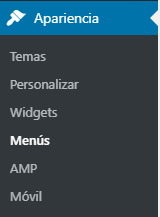 Apariencia
Temas
Personalizar
Widgets
Menús
AMP
Móvil